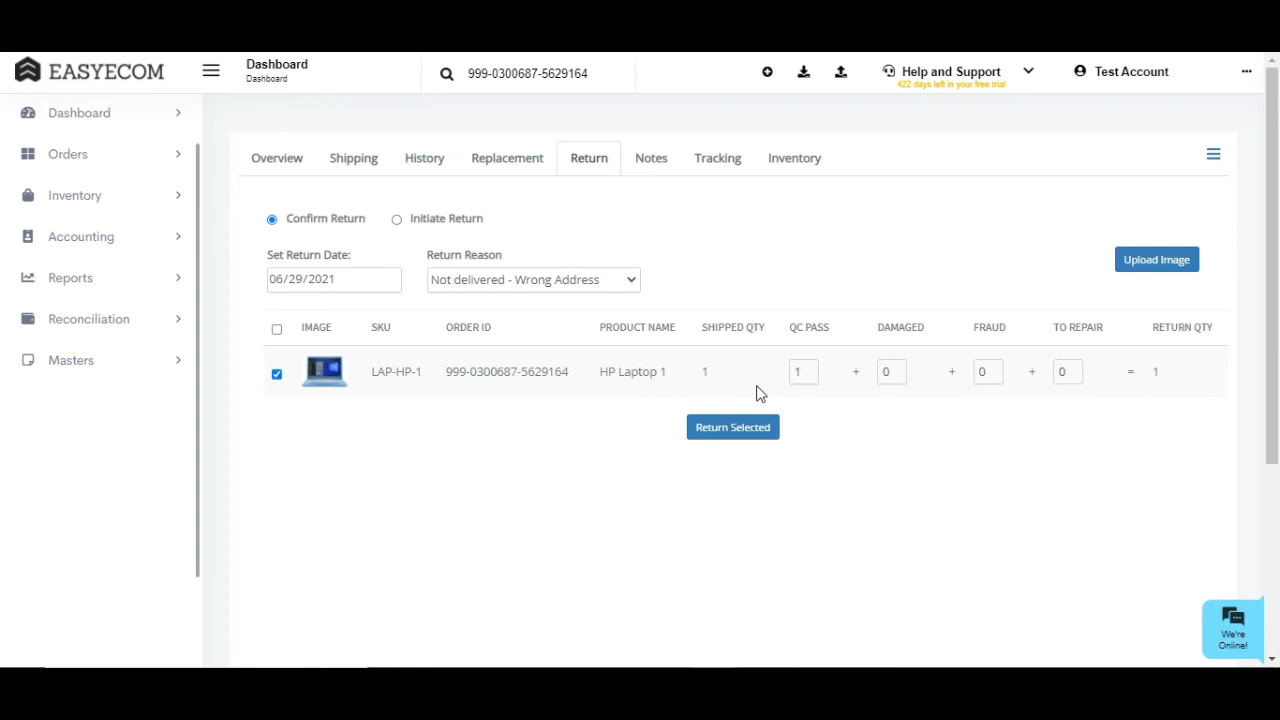 EASYECOM
Dashboard
Dashboard
999-0300687-5629164
Help and Support
422 days left in your free trial
Test Account
Dashboard
Orders
Inventory
Accounting
Reports
Reconciliation
Masters
Overview Shipping History Replacement Return Notes Tracking Inventory
Confirm Return Initiate Return
Set Return Date: Return Reason
06/29/2021 Not delivered - Wrong Address
Upload Image
IMAGE SKU ORDER ID PRODUCT NAME SHIPPED QTY QC PASS DAMAGED FRAUD TO REPAIR RETURN QTY
LAP-HP-1 999-0300687-5629164 HP Laptop 1 1 1 + 0 + 0 + 0 = 1
Return Selected
We're
Online!